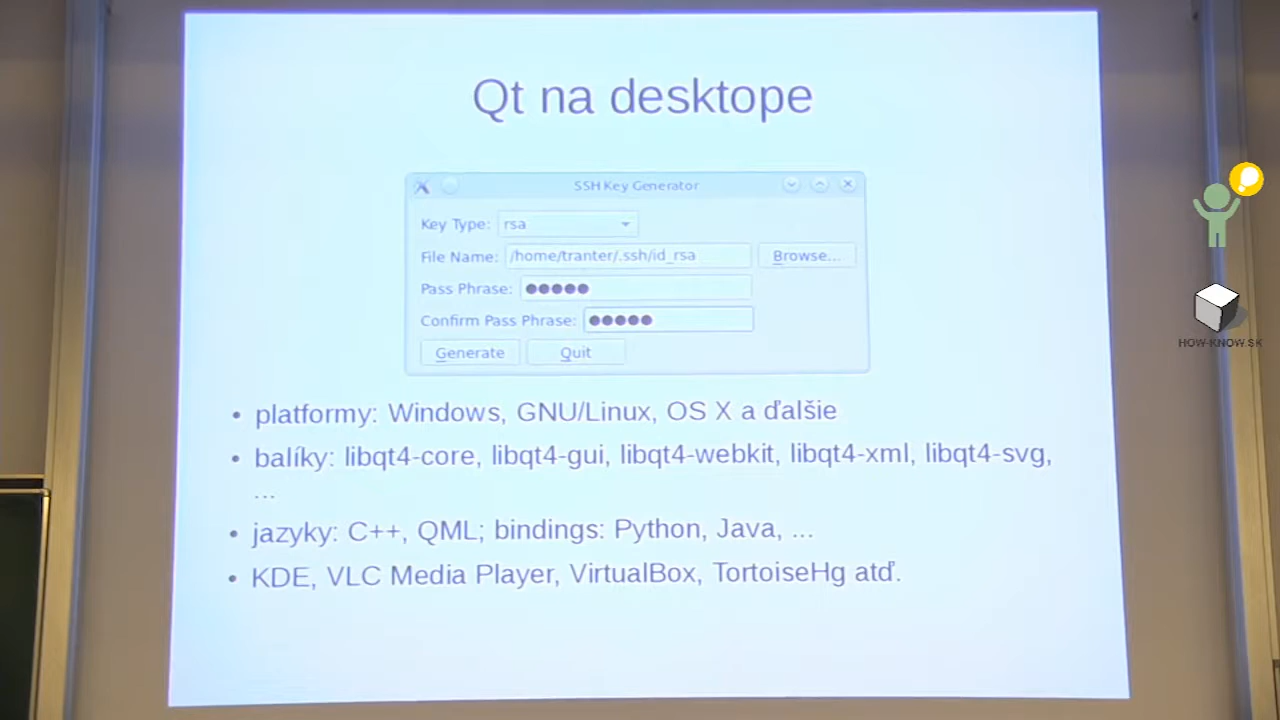 Qt na desktope
SSH Key Generator
Key Type: rsa
File Name: /home/tranter/.ssh/id_rsa Browse...
Pass Phrase: ●●●●●
Confirm Pass Phrase: ●●●●●
Generate Quit
• platformy: Windows, GNU/Linux, OS X a ďalšie
• balíky: libqt4-core, libqt4-gui, libqt4-webkit, libqt4-xml, libqt4-svg,
...
• jazyky: C++, QML; bindings: Python, Java, ...
• KDE, VLC Media Player, VirtualBox, TortoiseHg atď.
HOW-KNOW.SK